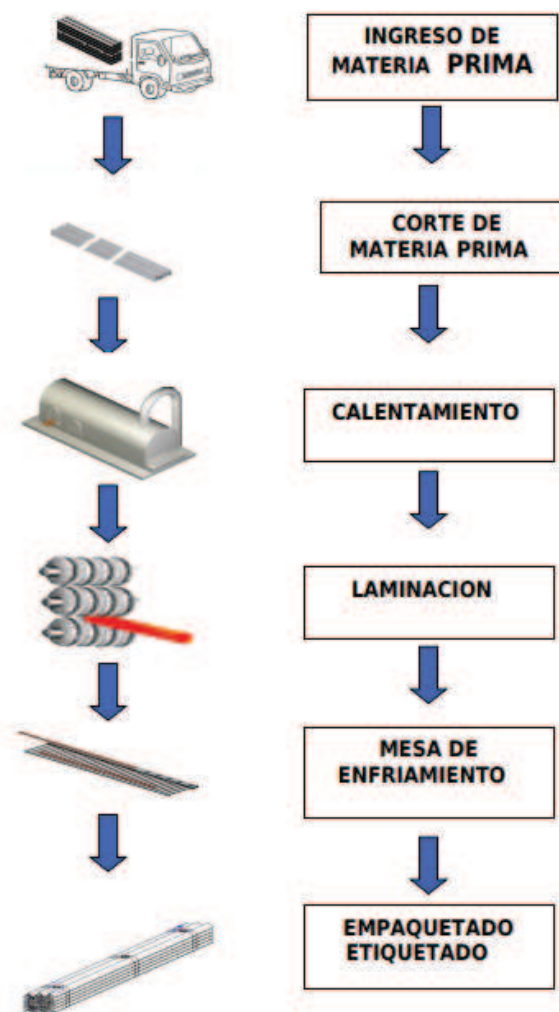 INGRESO DE
MATERIA PRIMA
CORTE DE
MATERIA PRIMA
CALENTAMIENTO
LAMINACION
MESA DE
ENFRIAMIENTO
EMPAQUETADO
ETIQUETADO